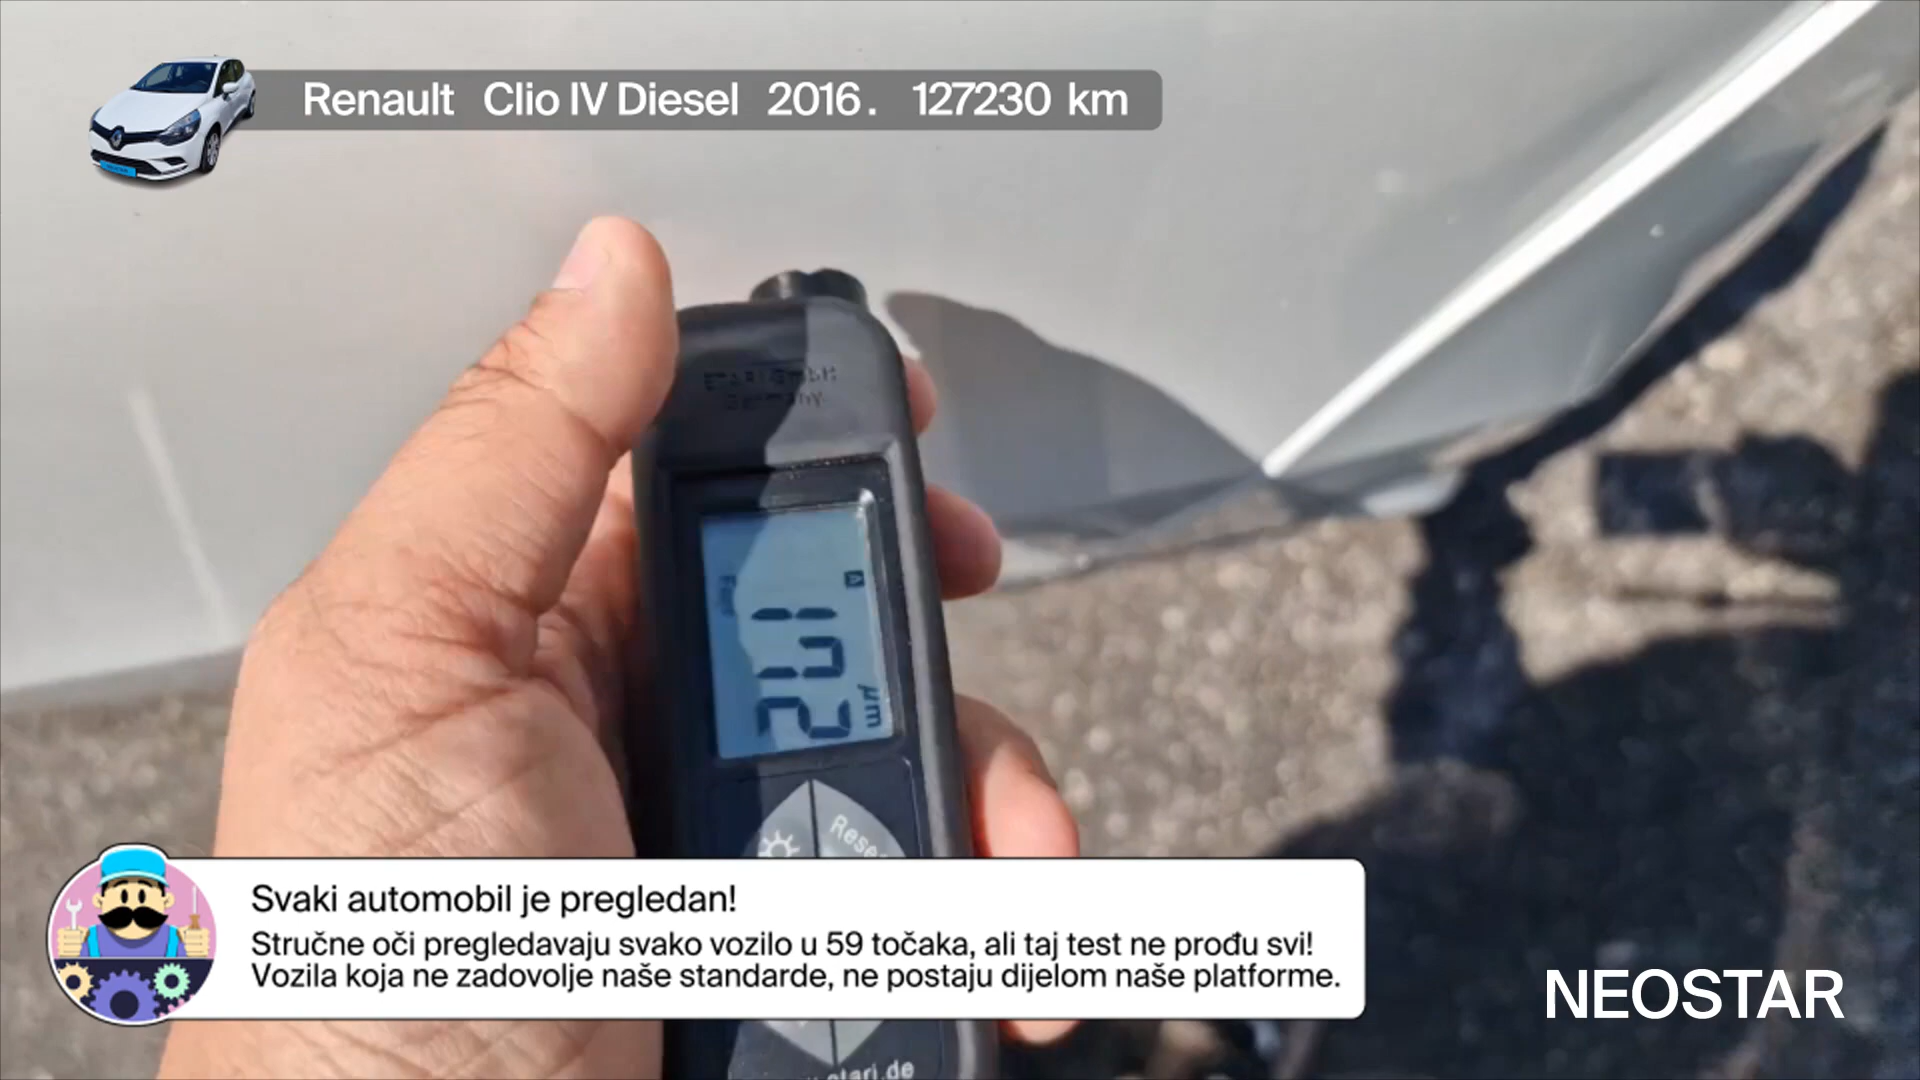 Renault Clio IV Diesel 2016. 127230 km
µm
Reset
Svaki automobil je pregledan!
Stručne oči pregledavaju svako vozilo u 59 točaka, ali taj test ne prođu svi!
Vozila koja ne zadovolje naše standarde, ne postaju dijelom naše platforme.
NEOSTAR